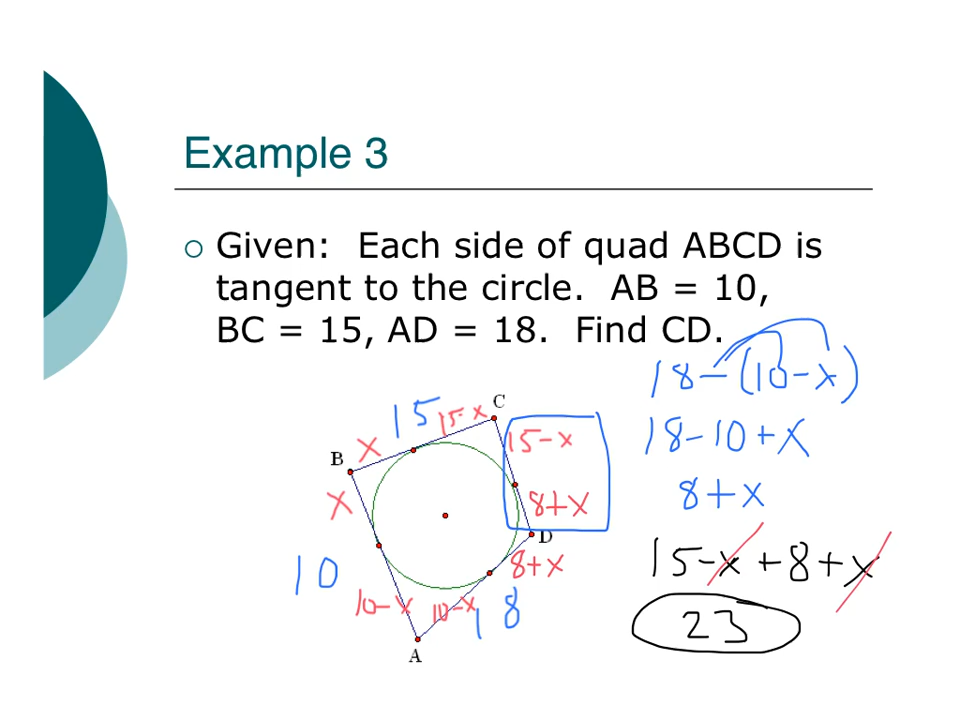 Example 3
Given: Each side of quad ABCD is
tangent to the circle. AB = 10,
BC = 15, AD = 18. Find CD.
18-(10-x)
18-10+x
8+x
15-x+8+x
23
C
15
15-x
x
B
15-x
x
8+x
D
8+x
10
10-x
10-x
18
A